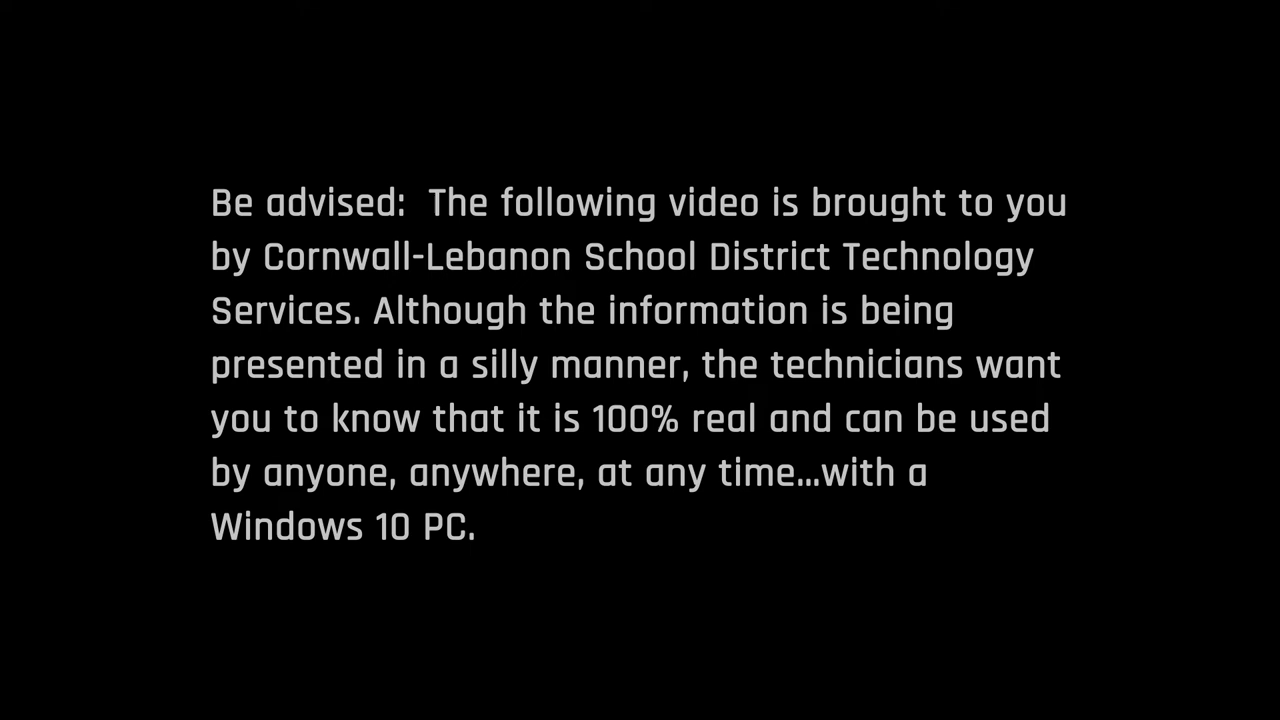 Be advised:  The following video is brought to you
by Cornwall-Lebanon School District Technology
Services. Although the information is being
presented in a silly manner, the technicians want
you to know that it is 100% real and can be used
by anyone, anywhere, at any time...with a
Windows 10 PC.